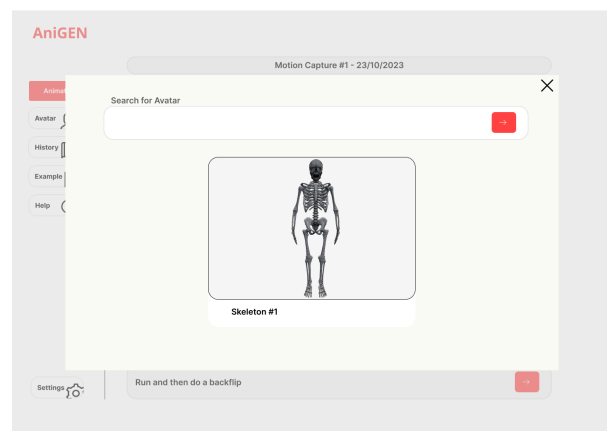 AniGEN
Motion Capture #1 - 23/10/2023
Search for Avatar
Avatar
History
Example
Help
Skeleton #1
Settings
Run and then do a backflip